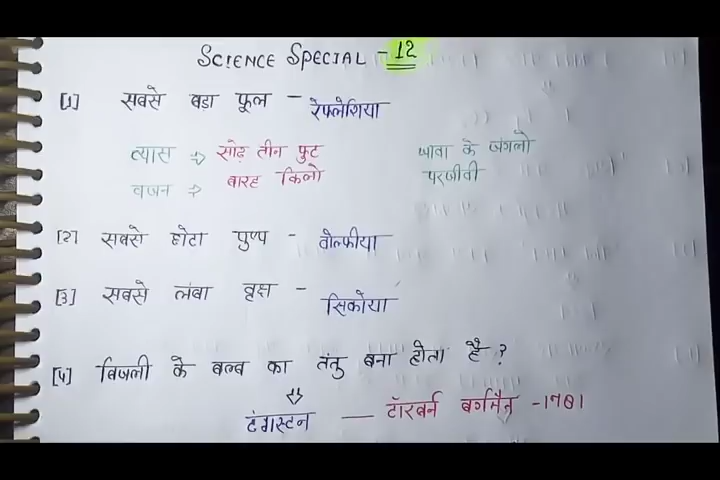 SCIENCE SPECIAL - 12
[1] सबसे बड़ा फूल - रेफ्लेशिया
व्यास ⇒ साढ़े तीन फुट जावा के जंगलो
वजन ⇒ बारह किलो परजीवी
[2] सबसे छोटा पुष्प - वोल्फीया
[3] सबसे लंबा वृक्ष - सिकोया
[4] बिजली के बल्ब का तंतु बना होता है?
⇓
टंगस्टन — टॉरबर्न बर्गमैन - 1781